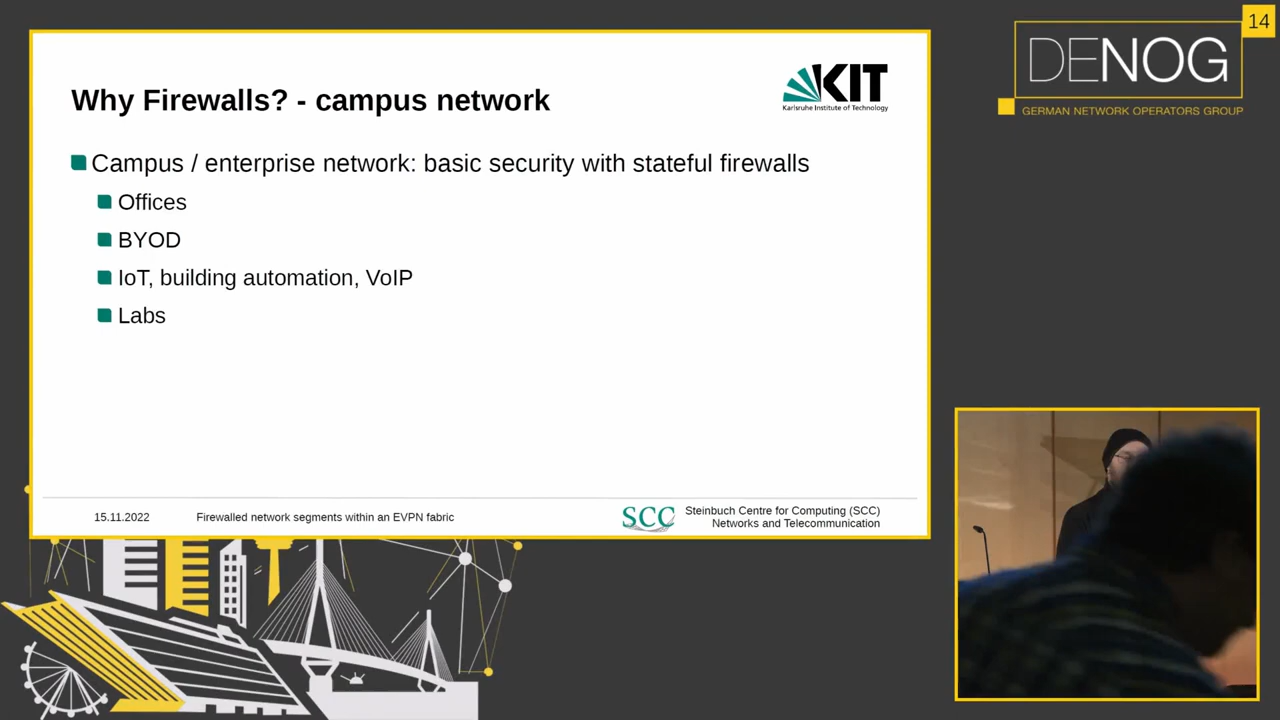 14
DENOG
GERMAN NETWORK OPERATORS GROUP
Why Firewalls? - campus network
KIT
Karlsruhe Institute of Technology
Campus / enterprise network: basic security with stateful firewalls
Offices
BYOD
IoT, building automation, VoIP
Labs
15.11.2022
Firewalled network segments within an EVPN fabric
SCC
Steinbuch Centre for Computing (SCC)
Networks and Telecommunication